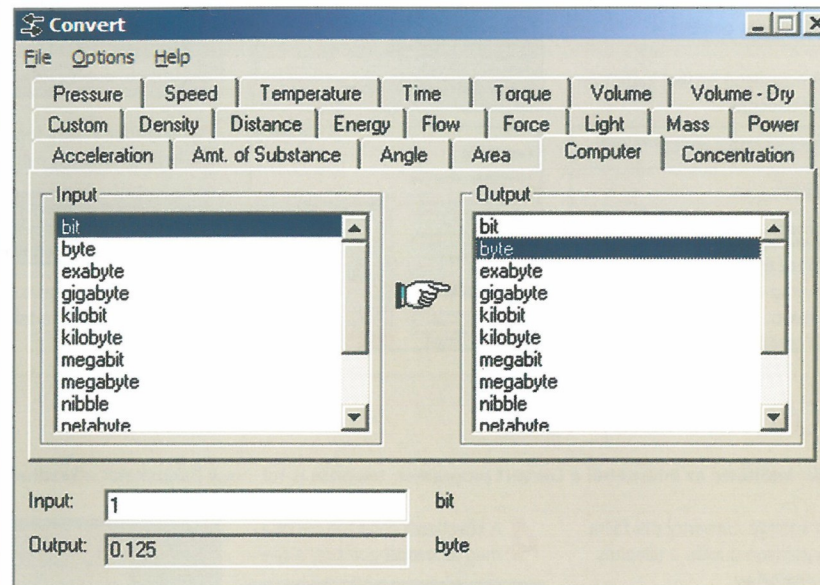 Convert
File Options Help
Pressure Speed Temperature Time Torque Volume Volume - Dry
Custom Density Distance Energy Flow Force Light Mass Power
Acceleration Amt. of Substance Angle Area Computer Concentration
Input
bit
byte
exabyte
gigabyte
kilobit
kilobyte
megabit
megabyte
nibble
petabyte
Output
bit
byte
exabyte
gigabyte
kilobit
kilobyte
megabit
megabyte
nibble
petabyte
Input: 1 bit
Output: 0.125 byte